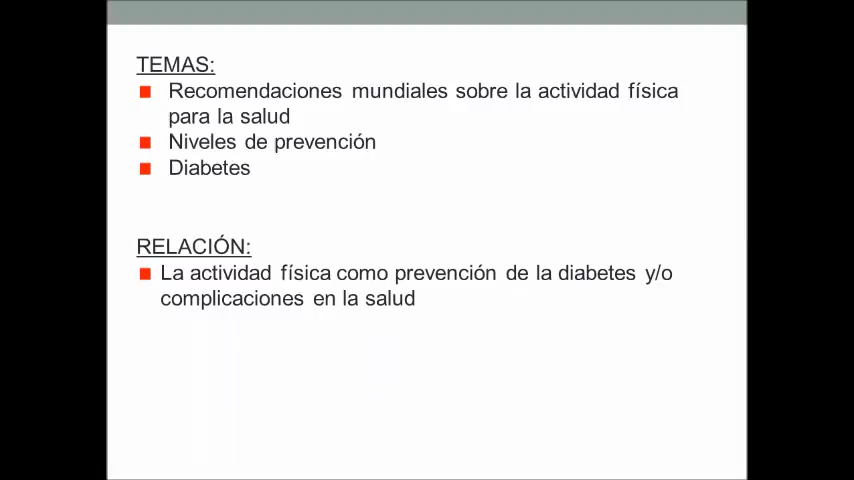 TEMAS:
Recomendaciones mundiales sobre la actividad física
para la salud
Niveles de prevención
Diabetes
RELACIÓN:
La actividad física como prevención de la diabetes y/o
complicaciones en la salud